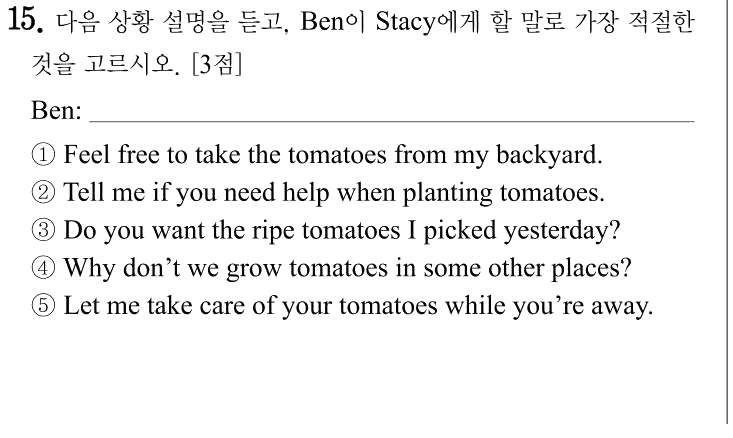 15. 다음 상황 설명을 듣고, Ben이 Stacy에게 할 말로 가장 적절한
것을 고르시오. [3점]
Ben:
① Feel free to take the tomatoes from my backyard.
② Tell me if you need help when planting tomatoes.
③ Do you want the ripe tomatoes I picked yesterday?
④ Why don’t we grow tomatoes in some other places?
⑤ Let me take care of your tomatoes while you’re away.